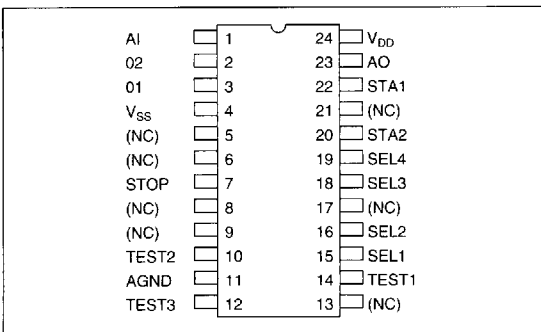 AI 1 24 VDD
02 2 23 AO
01 3 22 STA1
VSS 4 21 (NC)
(NC) 5 20 STA2
(NC) 6 19 SEL4
STOP 7 18 SEL3
(NC) 8 17 (NC)
(NC) 9 16 SEL2
TEST2 10 15 SEL1
AGND 11 14 TEST1
TEST3 12 13 (NC)